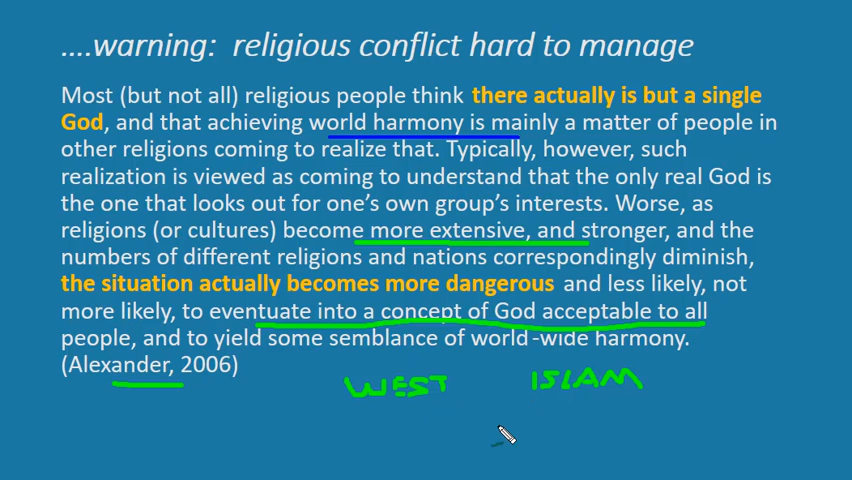 ....warning: religious conflict hard to manage
Most (but not all) religious people think there actually is but a single
God, and that achieving world harmony is mainly a matter of people in
other religions coming to realize that. Typically, however, such
realization is viewed as coming to understand that the only real God is
the one that looks out for one's own group's interests. Worse, as
religions (or cultures) become more extensive, and stronger, and the
numbers of different religions and nations correspondingly diminish,
the situation actually becomes more dangerous and less likely, not
more likely, to eventuate into a concept of God acceptable to all
people, and to yield some semblance of world-wide harmony.
(Alexander, 2006)
WEST ISLAM